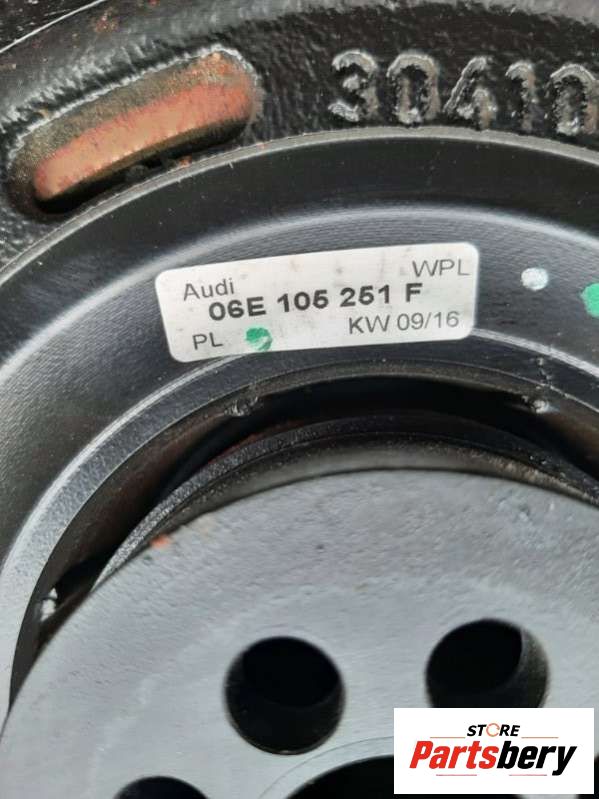 30410
Audi WPL
06E 105 251 F
PL KW 09/16
STORE
Partsbery